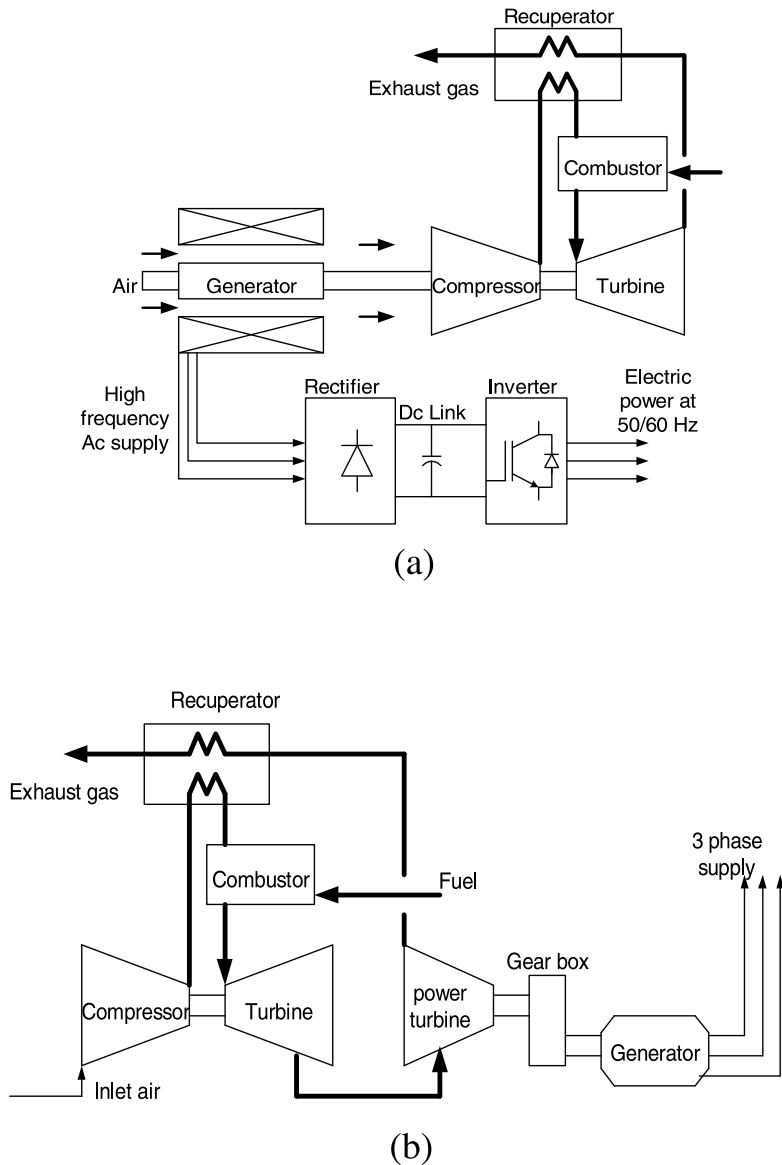 Recuperator
Exhaust gas
Combustor
Air
Generator
Compressor
Turbine
High
frequency
Ac supply
Rectifier
Dc Link
Inverter
Electric
power at
50/60 Hz
(a)
Recuperator
Exhaust gas
Combustor
Fuel
3 phase
supply
Compressor
Turbine
power
turbine
Gear box
Generator
Inlet air
(b)